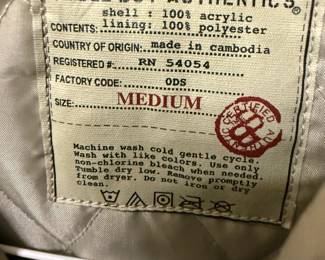 AUTHENTICS®
shell : 100% acrylic
CONTENTS: lining: 100% polyester
COUNTRY OF ORIGIN: made in cambodia
REGISTERED #: RN 54054
FACTORY CODE: ODS
SIZE: MEDIUM
CERTIFIED
Machine wash cold gentle cycle.
Wash with like colors. Use only
non-chlorine bleach when needed.
Tumble dry low. Remove promptly
from dryer. Do not iron or dry
clean.